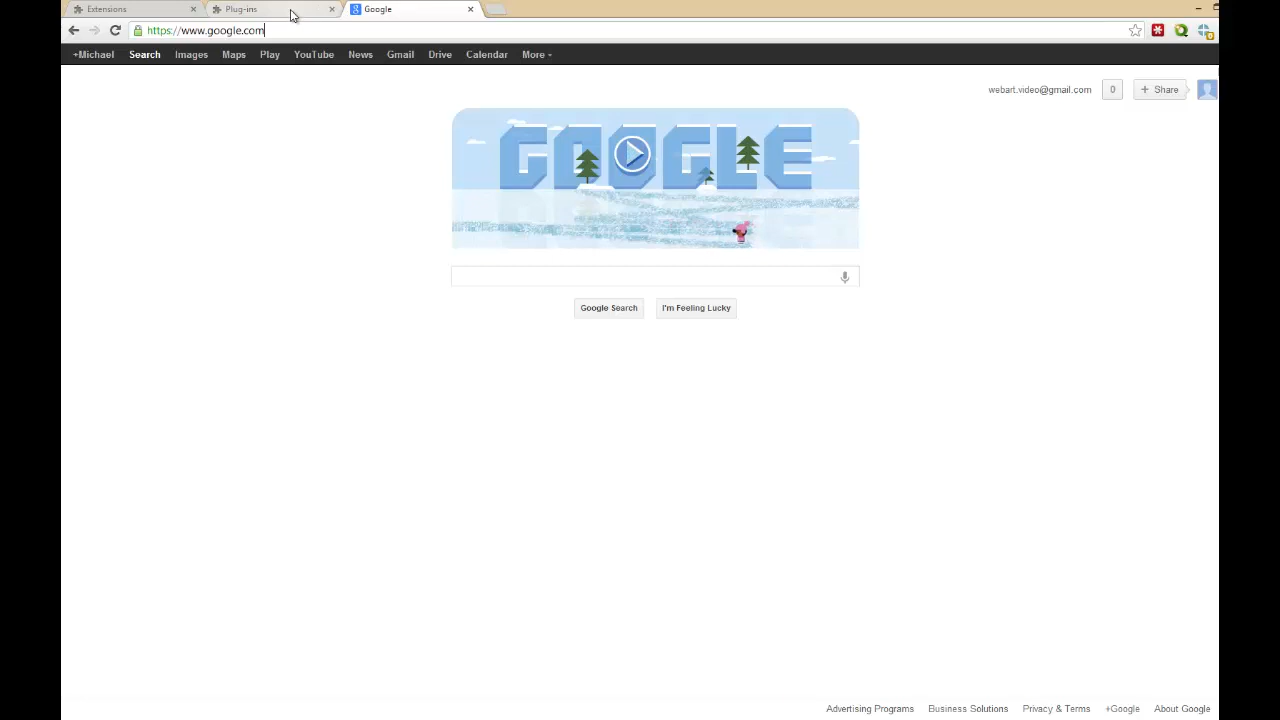 Extensions Plug-ins Google
https://www.google.com
+Michael Search Images Maps Play YouTube News Gmail Drive Calendar More
webart.video@gmail.com 0 + Share
GOOGLE
Google Search I'm Feeling Lucky
Advertising Programs Business Solutions Privacy & Terms +Google About Google